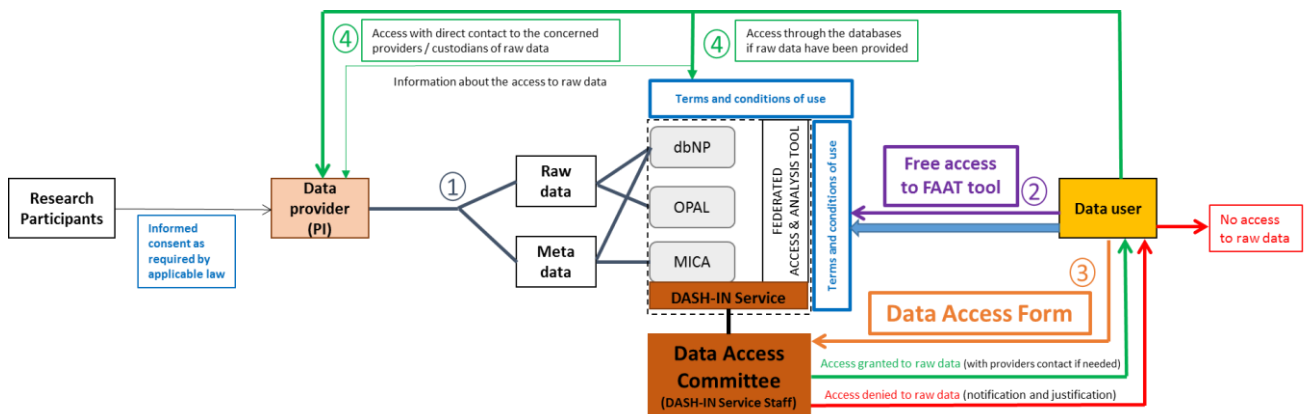 ④
Access with direct contact to the concerned
providers / custodians of raw data
④
Access through the databases
if raw data have been provided
Information about the access to raw data
Terms and conditions of use
Research
Participants
Informed
consent as
required by
applicable law
Data
provider
(PI)
①
Raw
data
Meta
data
dbNP
OPAL
MICA
FEDERATED
ACCESS & ANALYSIS TOOL
Terms and conditions of use
DASH-IN Service
Free access
to FAAT tool
②
Data user
No access
to raw data
③
Data Access Form
Data Access
Committee
(DASH-IN Service Staff)
Access granted to raw data (with providers contact if needed)
Access denied to raw data (notification and justification)